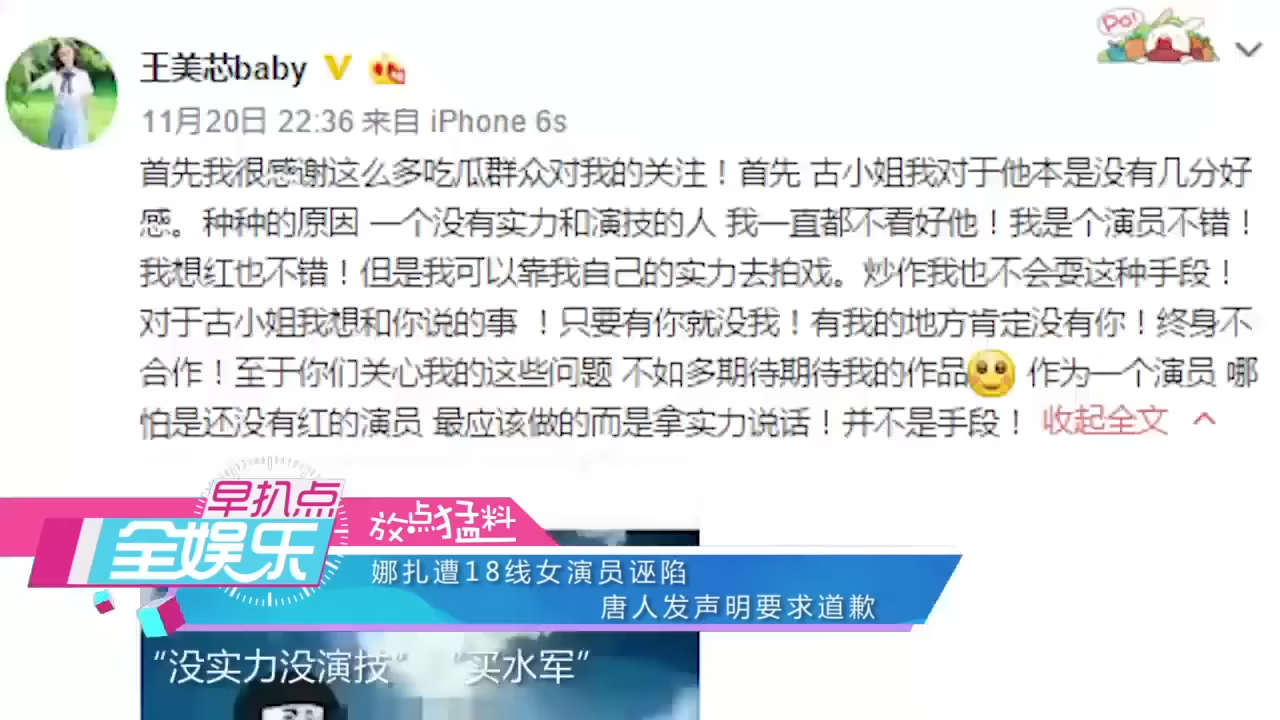 Po!
王美芯baby
11月20日 22:36 来自 iPhone 6s
首先我很感谢这么多吃瓜群众对我的关注！首先 古小姐我对于他本是没有几分好
感。种种的原因 一个没有实力和演技的人 我一直都不看好他！我是个演员不错！
我想红也不错！但是我可以靠我自己的实力去拍戏。炒作我也不会耍这种手段！
对于古小姐我想和你说的事 ！只要有你就没我！有我的地方肯定没有你！终身不
合作！至于你们关心我的这些问题 不如多期待期待我的作品 作为一个演员 哪
怕是还没有红的演员 最应该做的而是拿实力说话！并不是手段！ 收起全文
早扒点
全娱乐
放点猛料
娜扎遭18线女演员诬陷
唐人发声明要求道歉
“没实力没演技” “买水军”